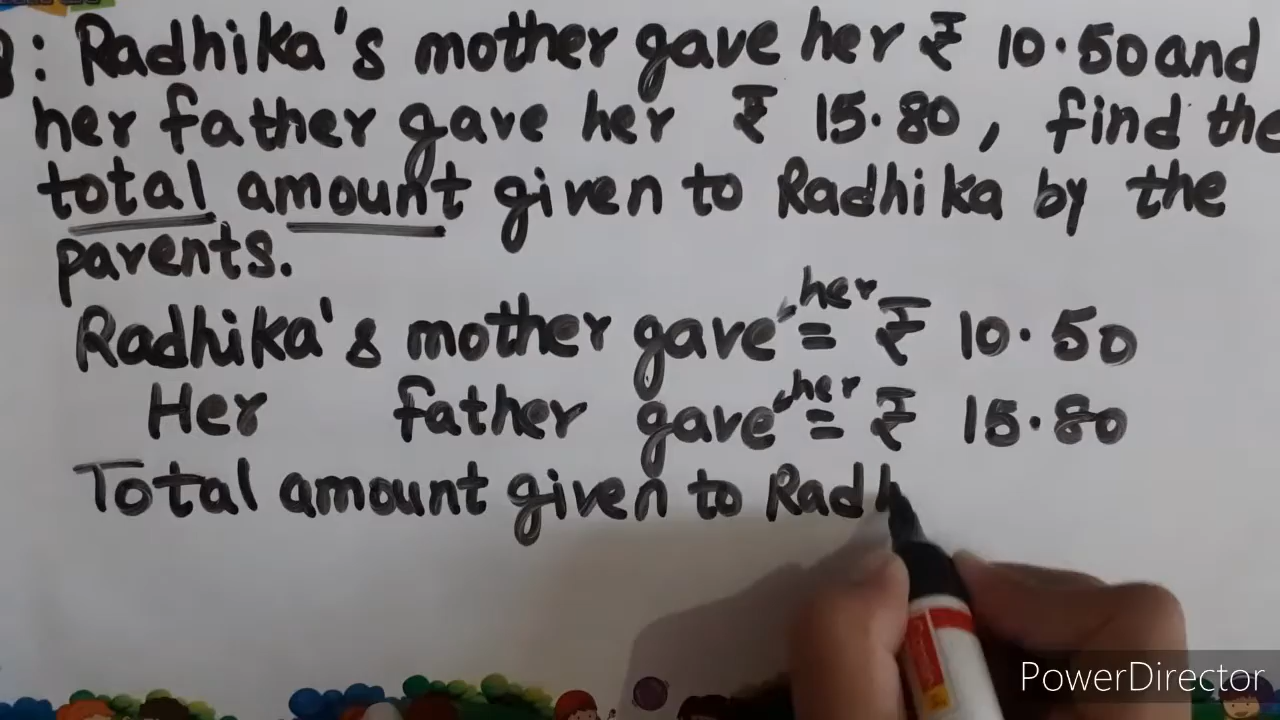 : Radhika's mother gave her ₹ 10.50 and
her father gave her ₹ 15.80, find the
total amount given to Radhika by the
parents.
Radhika's mother gave her = ₹ 10.50
Her father gave her = ₹ 15.80
Total amount given to Radh
PowerDirector